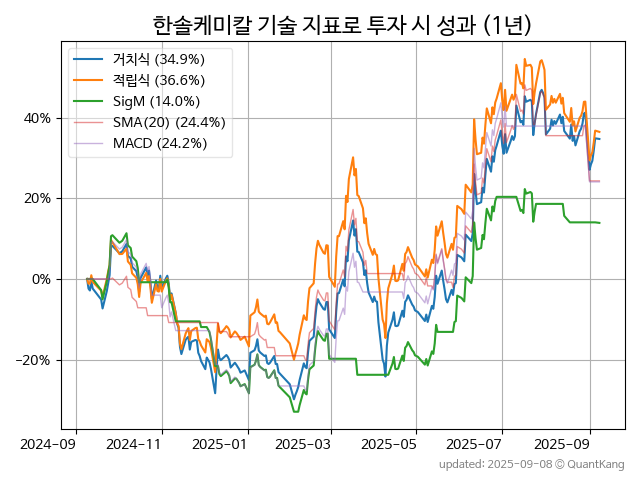 한솔케미칼 기술 지표로 투자 시 성과 (1년)
거치식 (34.9%)
적립식 (36.6%)
SigM (14.0%)
SMA(20) (24.4%)
MACD (24.2%)
40%
20%
0%
−20%
2024-09
2024-11
2025-01
2025-03
2025-05
2025-07
2025-09
updated: 2025-09-08 © QuantKang